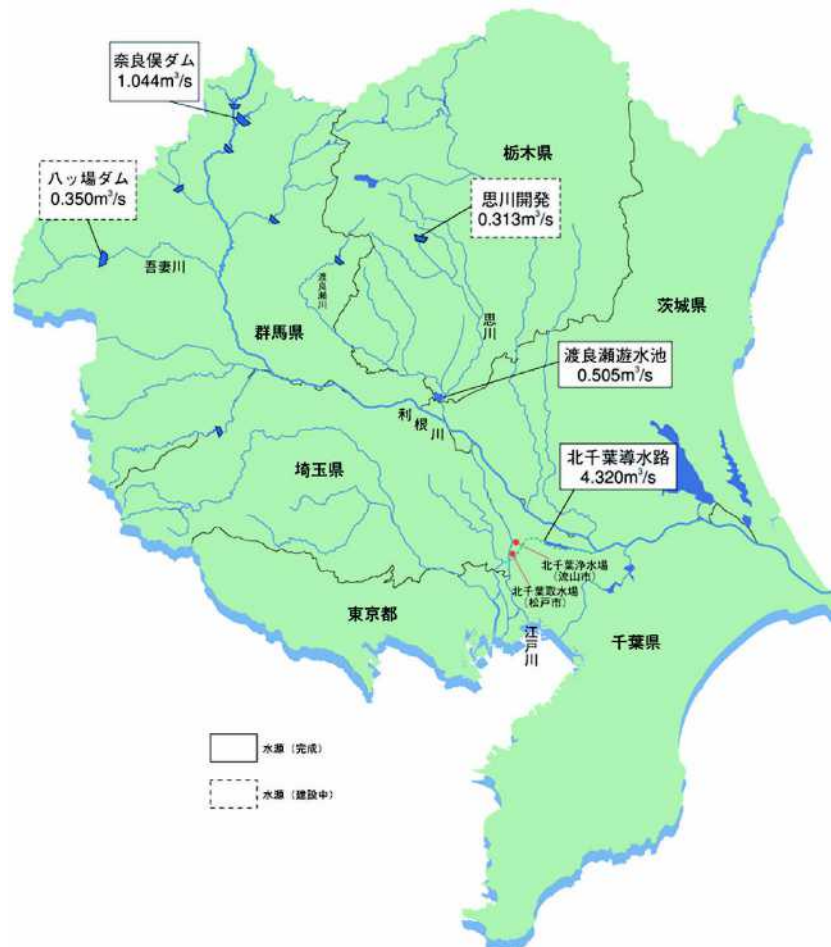 奈良俣ダム
1.044m³/s
八ッ場ダム
0.350m³/s
栃木県
思川開発
0.313m³/s
吾妻川
渡良瀬川
群馬県
思川
茨城県
渡良瀬遊水池
0.505m³/s
利根川
埼玉県
北千葉導水路
4.320m³/s
北千葉浄水場
（流山市）
北千葉取水場
（松戸市）
東京都
江戸川
千葉県
水源（完成）
水源（建設中）